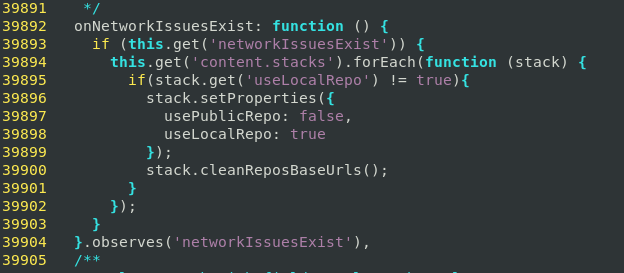 39891     */
39892    onNetworkIssuesExist: function () {
39893      if (this.get('networkIssuesExist')) {
39894        this.get('content.stacks').forEach(function (stack) {
39895          if(stack.get('useLocalRepo') != true){
39896            stack.setProperties({
39897              usePublicRepo: false,
39898              useLocalRepo: true
39899            });
39900            stack.cleanReposBaseUrls();
39901          }
39902        });
39903      }
39904    }.observes('networkIssuesExist'),
39905    /**